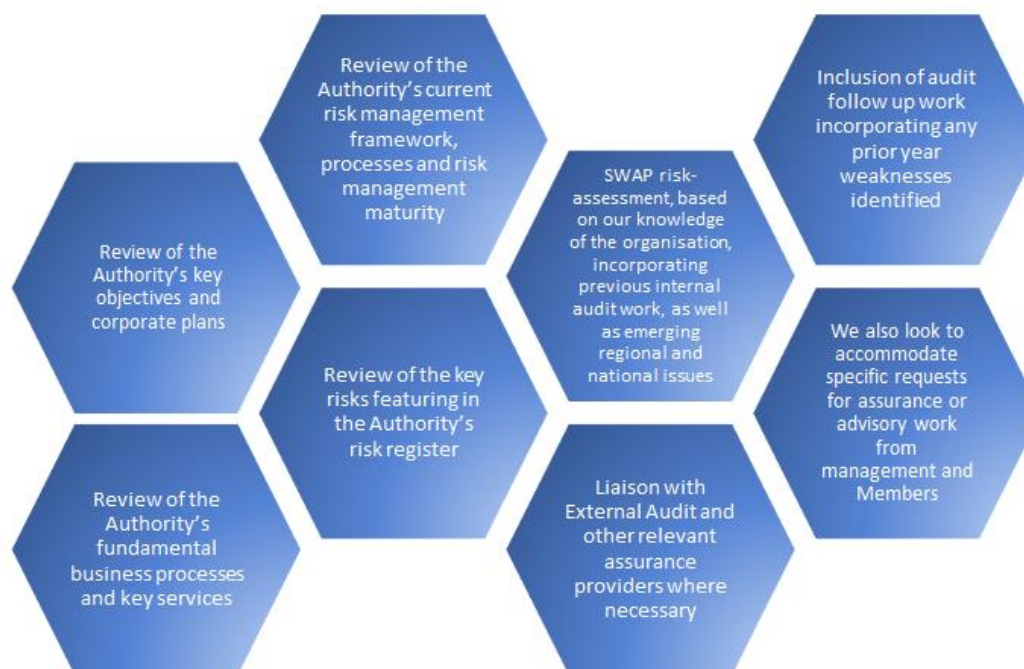 Review of the
Authority's key
objectives and
corporate plans
Review of the
Authority's
fundamental
business processes
and key services
Review of the
Authority's current
risk management
framework,
processes and risk
management
maturity
Review of the key
risks featuring in
the Authority's
risk register
SWAP risk-
assessment, based
on our knowledge
of the organisation,
incorporating
previous internal
audit work, as well
as emerging
regional and
national issues
Liaison with
External Audit and
other relevant
assurance
providers where
necessary
Inclusion of audit
follow up work
incorporating any
prior year
weaknesses
identified
We also look to
accommodate
specific requests
for assurance or
advisory work
from
management and
Members